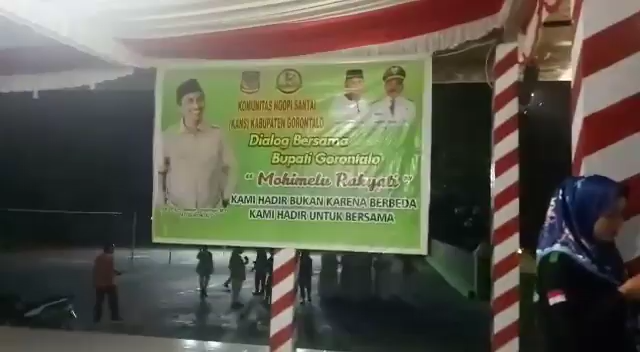 KOMUNITAS NGOPI SANTAI
(KANS) KABUPATEN GORONTALO
Dialog Bersama
Bupati Gorontalo
“ Mohimelu Rakyati ”
KAMI HADIR BUKAN KARENA BERBEDA
KAMI HADIR UNTUK BERSAMA